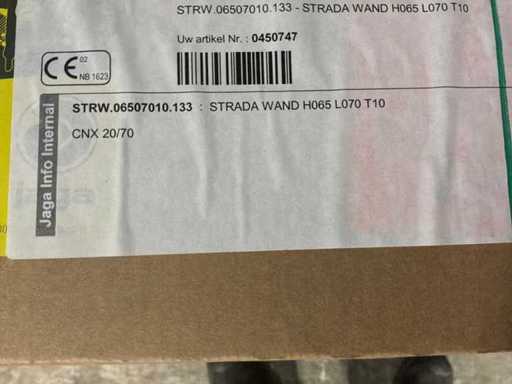 STRW.06507010.133 - STRADA WAND H065 L070 T10
Uw artikel Nr. : 0450747
CE 02
NB 1623
STRW.06507010.133 : STRADA WAND H065 L070 T10
CNX 20/70
Jaga Info Internal
jaga